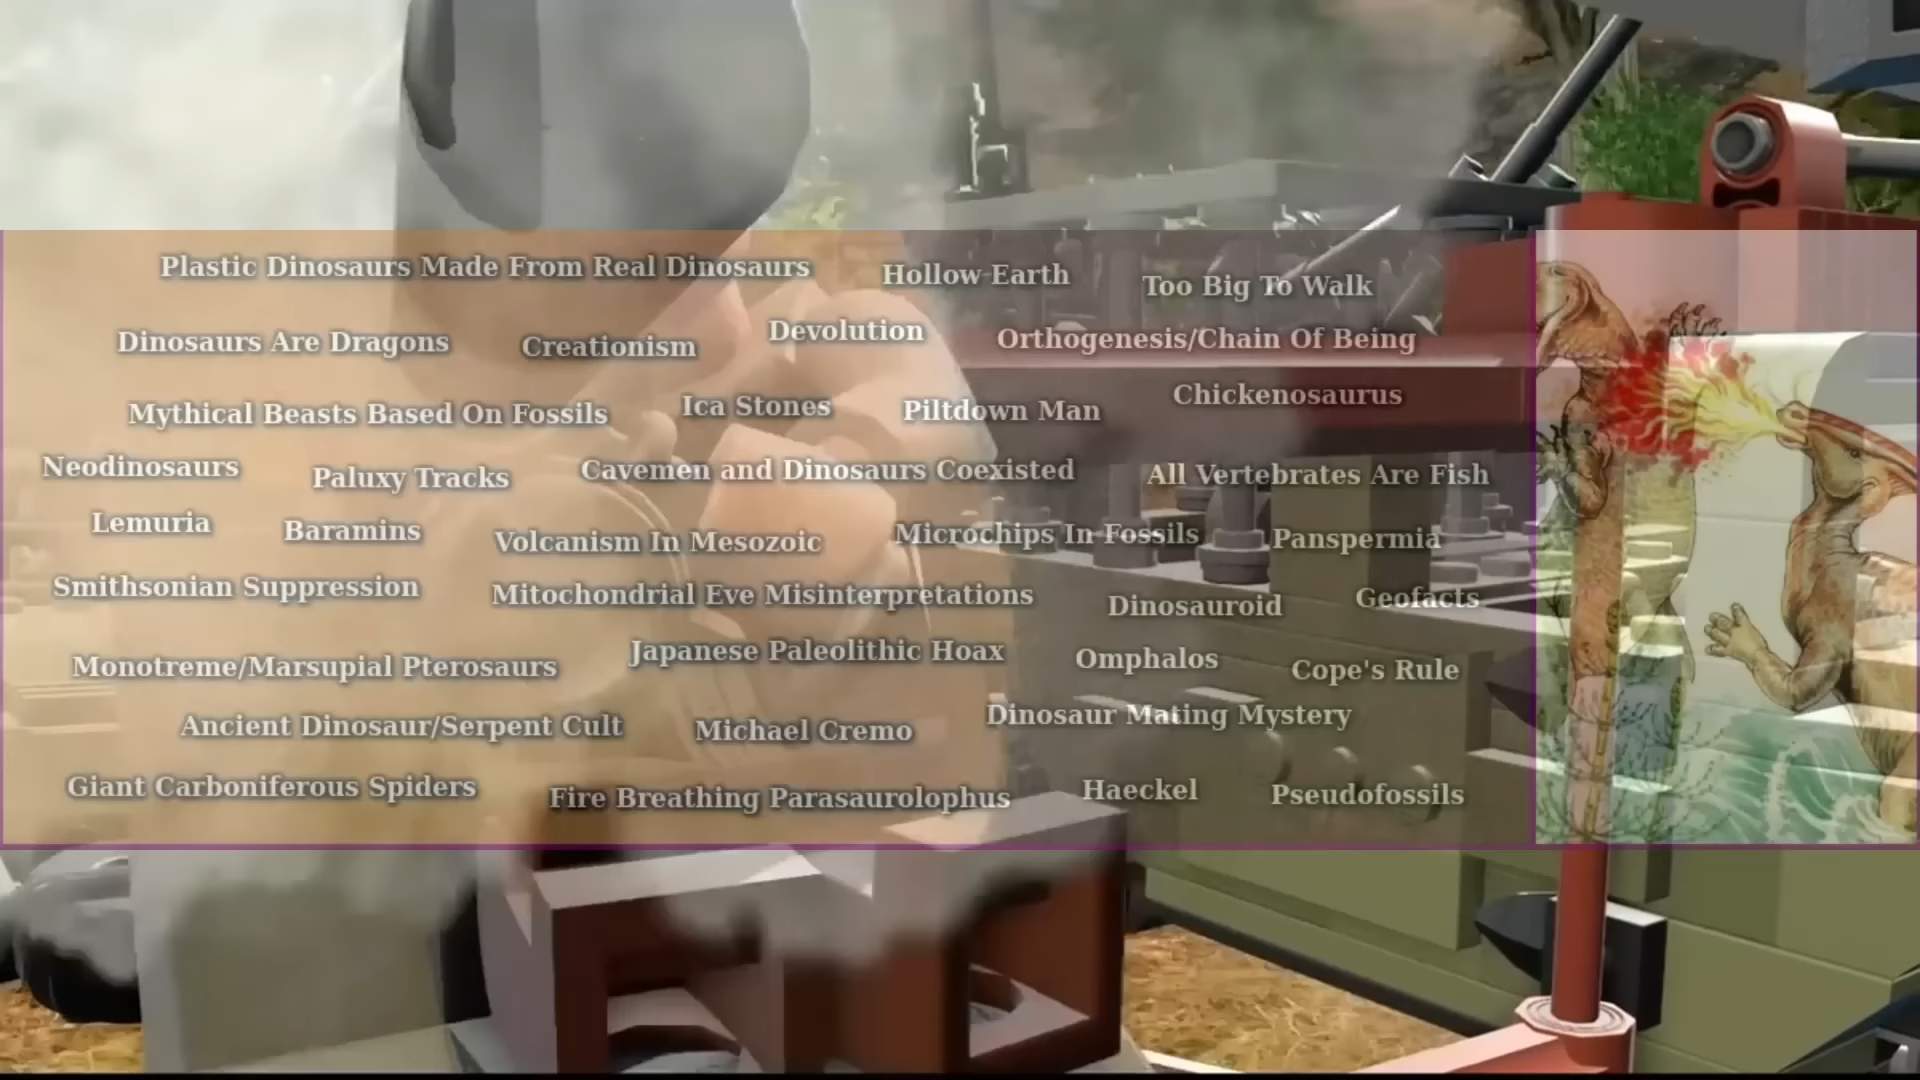 Plastic Dinosaurs Made From Real Dinosaurs
Hollow Earth
Too Big To Walk
Dinosaurs Are Dragons
Creationism
Devolution
Orthogenesis/Chain Of Being
Mythical Beasts Based On Fossils
Ica Stones
Piltdown Man
Chickenosaurus
Neodinosaurs
Paluxy Tracks
Cavemen and Dinosaurs Coexisted
All Vertebrates Are Fish
Lemuria
Baramins
Volcanism In Mesozoic
Microchips In Fossils
Panspermia
Smithsonian Suppression
Mitochondrial Eve Misinterpretations
Dinosauroid
Geofacts
Monotreme/Marsupial Pterosaurs
Japanese Paleolithic Hoax
Omphalos
Cope's Rule
Ancient Dinosaur/Serpent Cult
Michael Cremo
Dinosaur Mating Mystery
Giant Carboniferous Spiders
Fire Breathing Parasaurolophus
Haeckel
Pseudofossils